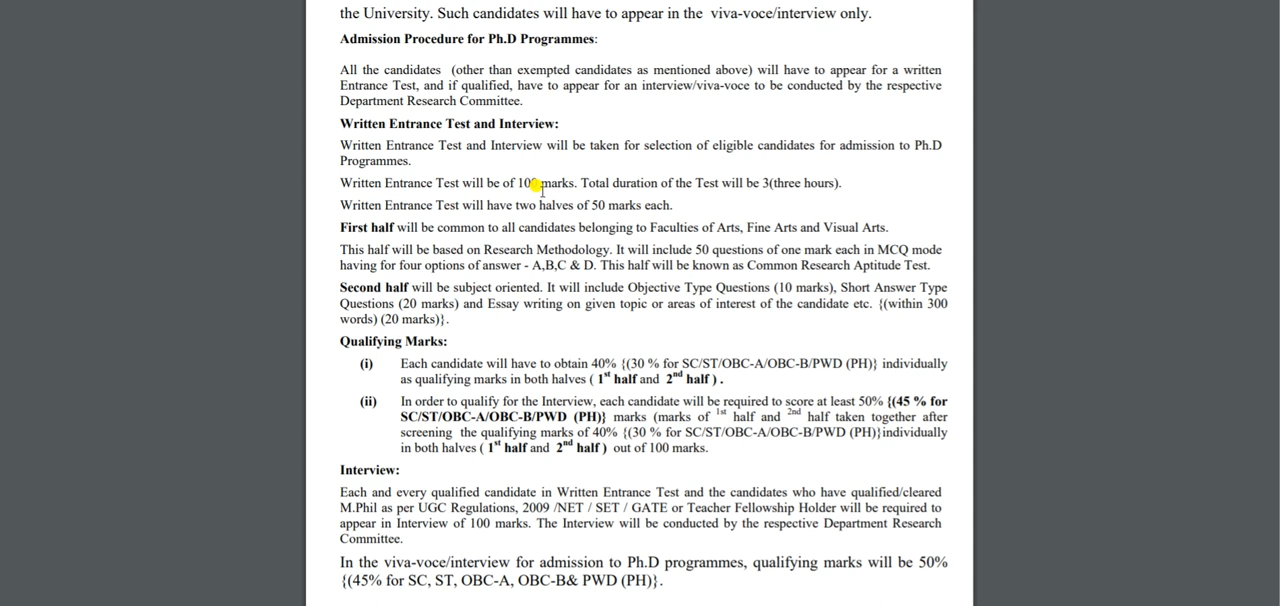 the University. Such candidates will have to appear in the viva-voce/interview only.
Admission Procedure for Ph.D Programmes:
All the candidates (other than exempted candidates as mentioned above) will have to appear for a written
Entrance Test, and if qualified, have to appear for an interview/viva-voce to be conducted by the respective
Department Research Committee.
Written Entrance Test and Interview:
Written Entrance Test and Interview will be taken for selection of eligible candidates for admission to Ph.D
Programmes.
Written Entrance Test will be of 100 marks. Total duration of the Test will be 3(three hours).
Written Entrance Test will have two halves of 50 marks each.
First half will be common to all candidates belonging to Faculties of Arts, Fine Arts and Visual Arts.
This half will be based on Research Methodology. It will include 50 questions of one mark each in MCQ mode
having for four options of answer - A,B,C & D. This half will be known as Common Research Aptitude Test.
Second half will be subject oriented. It will include Objective Type Questions (10 marks), Short Answer Type
Questions (20 marks) and Essay writing on given topic or areas of interest of the candidate etc. {(within 300
words) (20 marks)}.
Qualifying Marks:
(i) Each candidate will have to obtain 40% {(30 % for SC/ST/OBC-A/OBC-B/PWD (PH)} individually
as qualifying marks in both halves ( 1st half and 2nd half ) .
(ii) In order to qualify for the Interview, each candidate will be required to score at least 50% {(45 % for
SC/ST/OBC-A/OBC-B/PWD (PH)} marks (marks of 1st half and 2nd half taken together after
screening the qualifying marks of 40% {(30 % for SC/ST/OBC-A/OBC-B/PWD (PH)}individually
in both halves ( 1st half and 2nd half ) out of 100 marks.
Interview:
Each and every qualified candidate in Written Entrance Test and the candidates who have qualified/cleared
M.Phil as per UGC Regulations, 2009 /NET / SET / GATE or Teacher Fellowship Holder will be required to
appear in Interview of 100 marks. The Interview will be conducted by the respective Department Research
Committee.
In the viva-voce/interview for admission to Ph.D programmes, qualifying marks will be 50%
{(45% for SC, ST, OBC-A, OBC-B& PWD (PH)}.